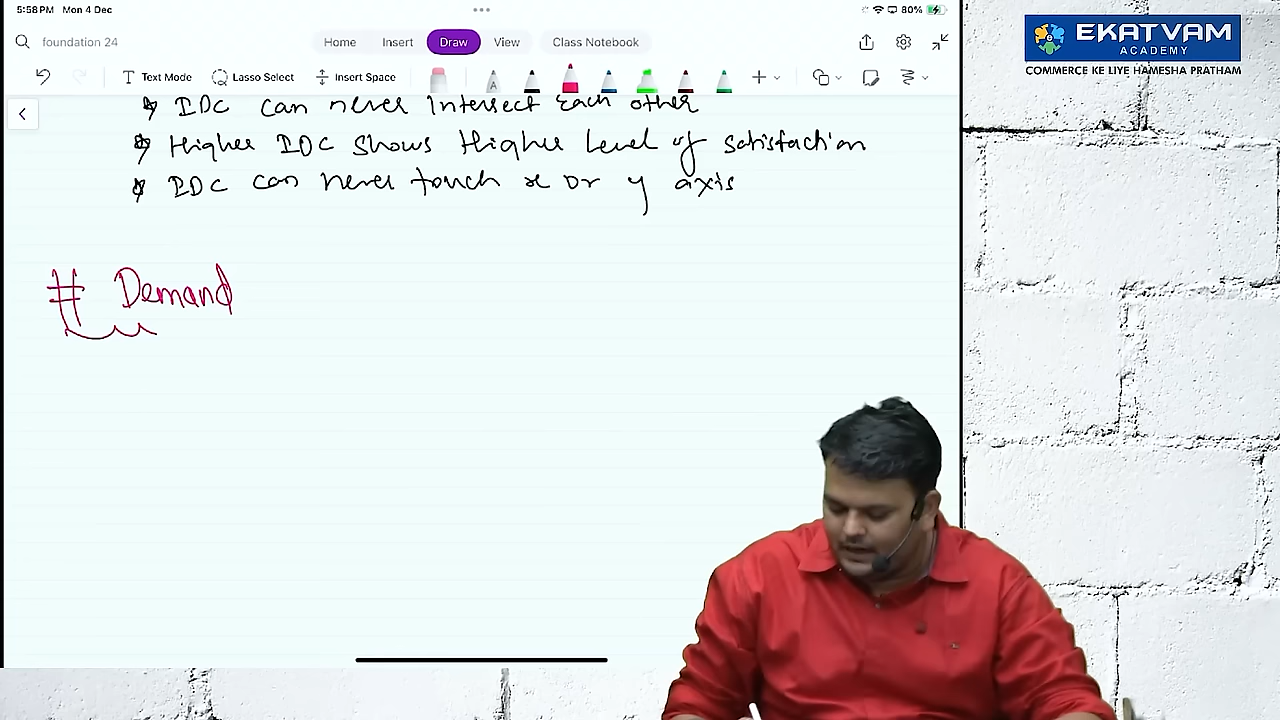 5:58 PM Mon 4 Dec
80%
foundation 24
Home Insert Draw View Class Notebook
Text Mode Lasso Select Insert Space
IDC can never Intersect Each other
Higher IDC shows Higher Level of satisfaction
IDC can never touch x or y axis
# Demand
EKATVAM
ACADEMY
COMMERCE KE LIYE HAMESHA PRATHAM